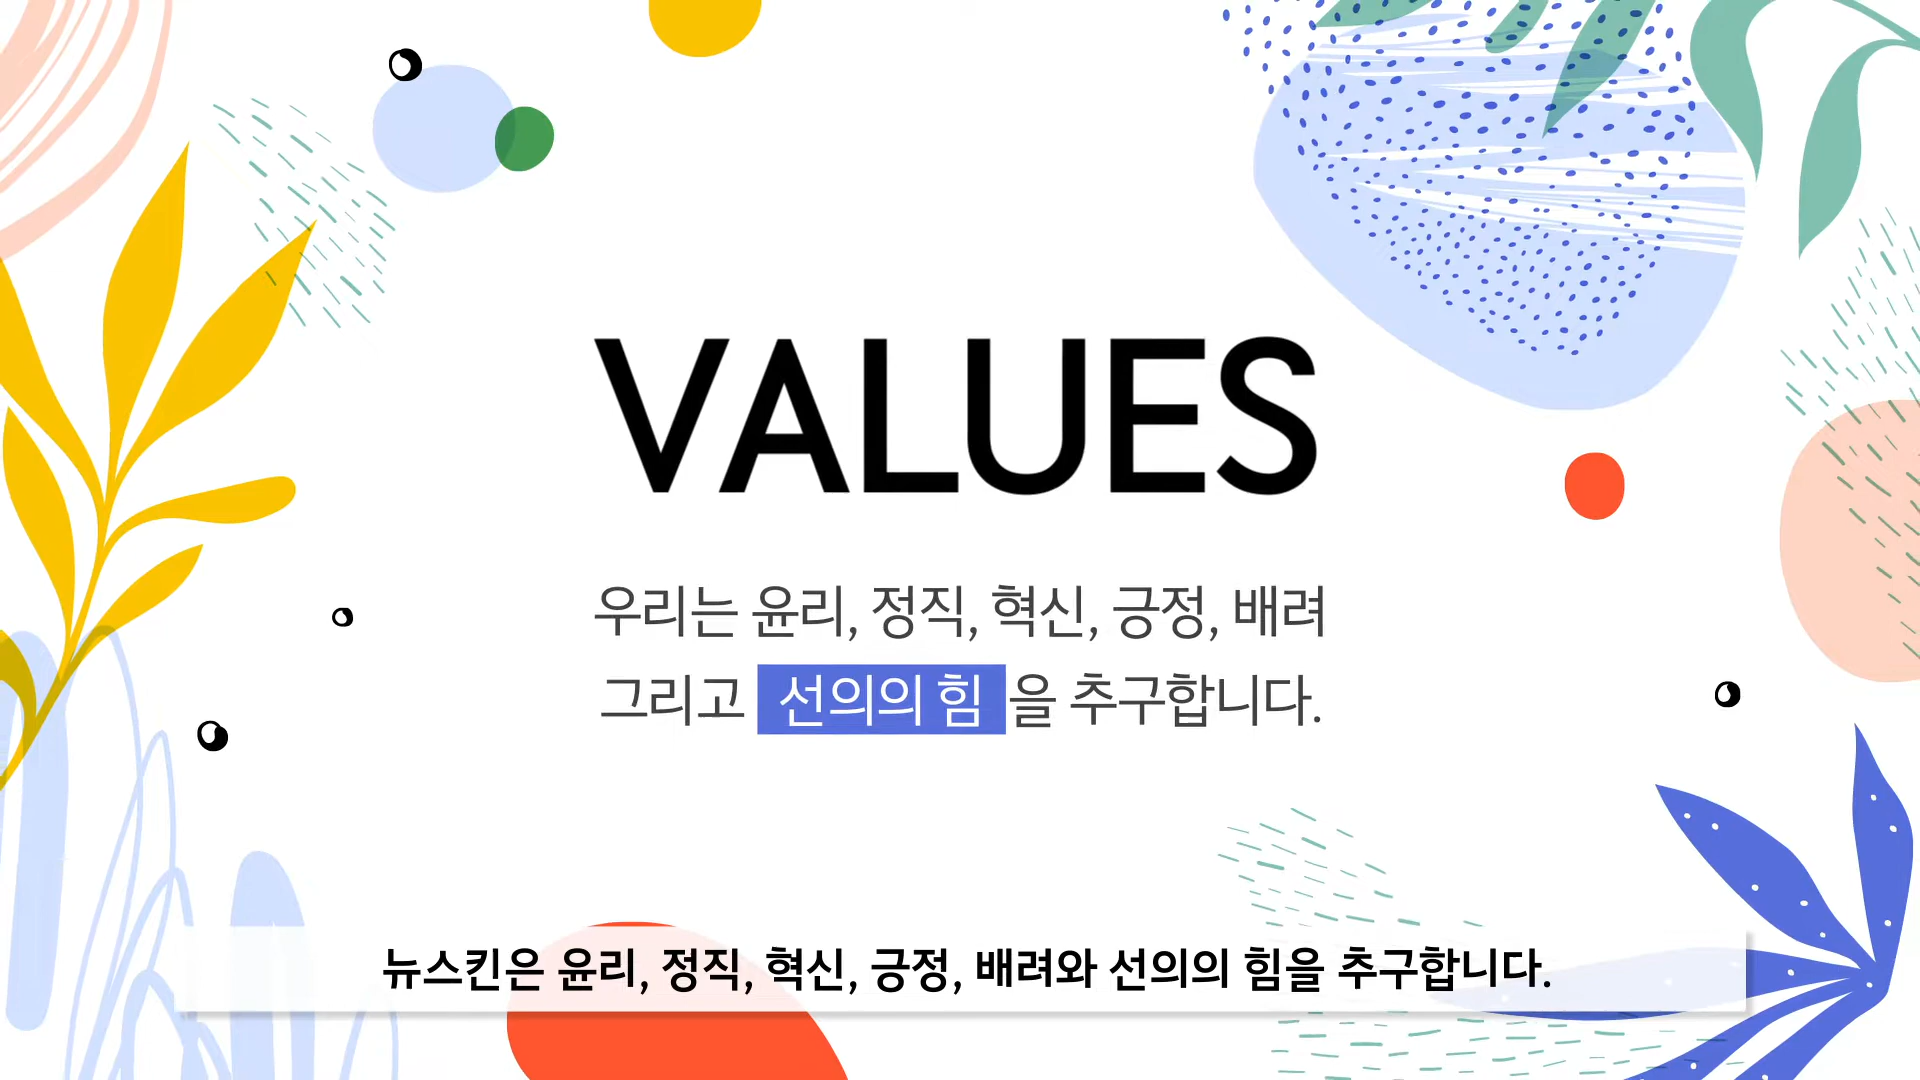 VALUES
우리는 윤리, 정직, 혁신, 긍정, 배려
그리고 선의의 힘을 추구합니다.
뉴스킨은 윤리, 정직, 혁신, 긍정, 배려와 선의의 힘을 추구합니다.